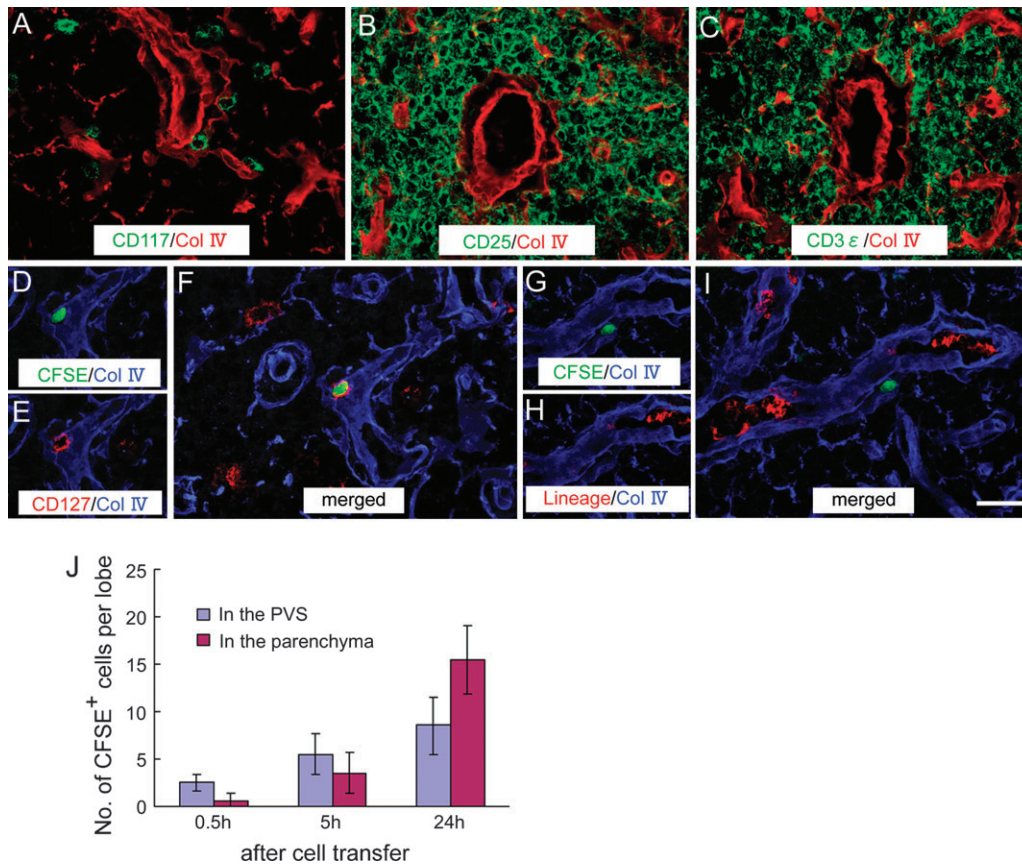 A
CD117/Col IV
B
CD25/Col IV
C
CD3 ε /Col IV
D
CFSE/Col IV
E
CD127/Col IV
F
merged
G
CFSE/Col IV
H
Lineage/Col IV
I
merged
J
No. of CFSE+ cells per lobe
25
20
15
10
5
0
In the PVS
In the parenchyma
0.5h 5h 24h
after cell transfer